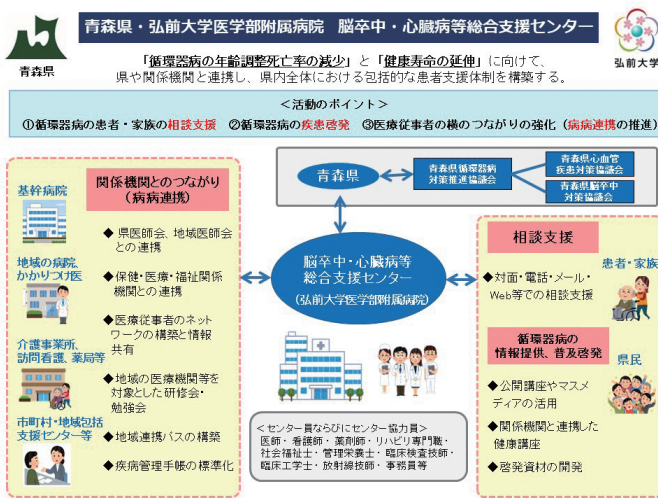 青森県・弘前大学医学部附属病院 脳卒中・心臓病等総合支援センター
青森県
弘前大学
「循環器病の年齢調整死亡率の減少」と「健康寿命の延伸」に向けて、
県や関係機関と連携し、県内全体における包括的な患者支援体制を構築する。
＜活動のポイント＞
①循環器病の患者・家族の相談支援 ②循環器病の疾患啓発 ③医療従事者の横のつながりの強化（病病連携の推進）
基幹病院
地域の病院、
かかりつけ医
介護事業所、
訪問看護、薬局等
市町村・地域包括
支援センター等
関係機関とのつながり
（病病連携）
◆県医師会、地域医師会
との連携
◆保健・医療・福祉関係
機関との連携
◆医療従事者のネット
ワークの構築と情報
共有
◆地域の医療機関等を
対象とした研修会・
勉強会
◆地域連携パスの構築
◆疾病管理手帳の標準化
青森県
青森県循環器病
対策推進協議会
青森県心血管
疾患対策協議会
青森県脳卒中
対策協議会
脳卒中・心臓病等
総合支援センター
（弘前大学医学部附属病院）
＜センター員ならびにセンター協力員＞
医師・看護師・薬剤師・リハビリ専門職・
社会福祉士・管理栄養士・臨床検査技師・
臨床工学士・放射線技師・事務員等
相談支援
患者・家族
◆対面・電話・メール・
Web等での相談支援
循環器病の
情報提供、普及啓発
県民
◆公開講座やマスメ
ディアの活用
◆関係機関と連携した
健康講座
◆啓発資材の開発